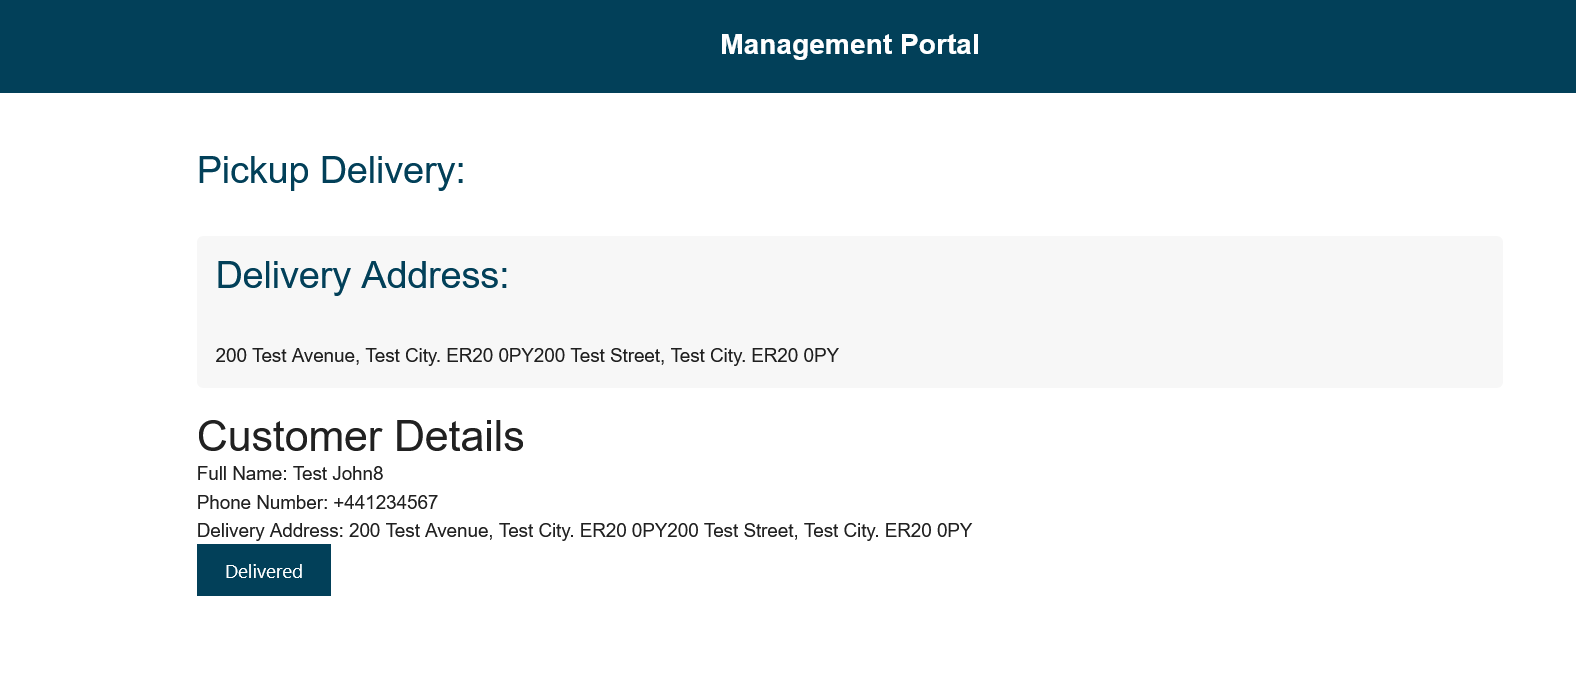 Management Portal
Pickup Delivery:
Delivery Address:
200 Test Avenue, Test City. ER20 0PY200 Test Street, Test City. ER20 0PY
Customer Details
Full Name: Test John8
Phone Number: +441234567
Delivery Address: 200 Test Avenue, Test City. ER20 0PY200 Test Street, Test City. ER20 0PY
Delivered